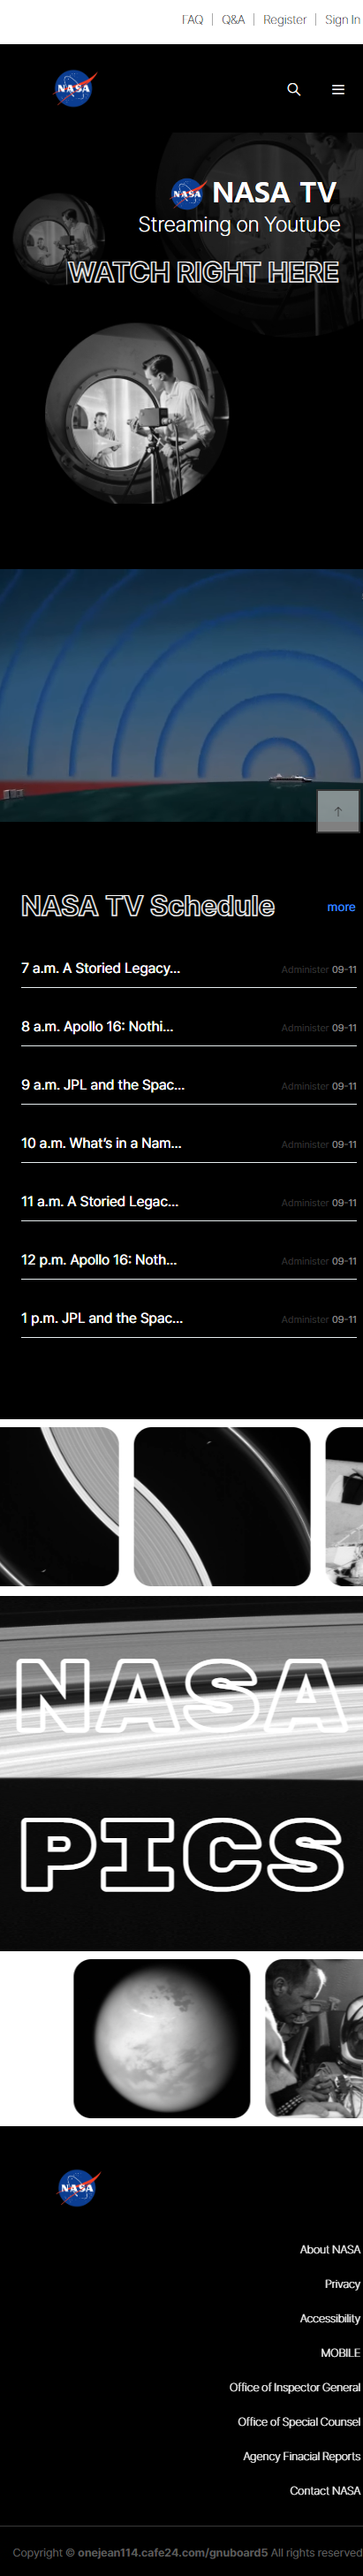 FAQ | Q&A | Register | Sign In
NASA
NASA NASA TV
Streaming on Youtube
WATCH RIGHT HERE
NASA TV Schedule more
7 a.m. A Storied Legacy... Administer 09-11
8 a.m. Apollo 16: Nothi... Administer 09-11
9 a.m. JPL and the Spac... Administer 09-11
10 a.m. What's in a Nam... Administer 09-11
11 a.m. A Storied Legac... Administer 09-11
12 p.m. Apollo 16: Noth... Administer 09-11
1 p.m. JPL and the Spac... Administer 09-11
NASA
PICS
NASA
About NASA
Privacy
Accessibility
MOBILE
Office of Inspector General
Office of Special Counsel
Agency Finacial Reports
Contact NASA
Copyright © onejean114.cafe24.com/gnuboard5 All rights reserved